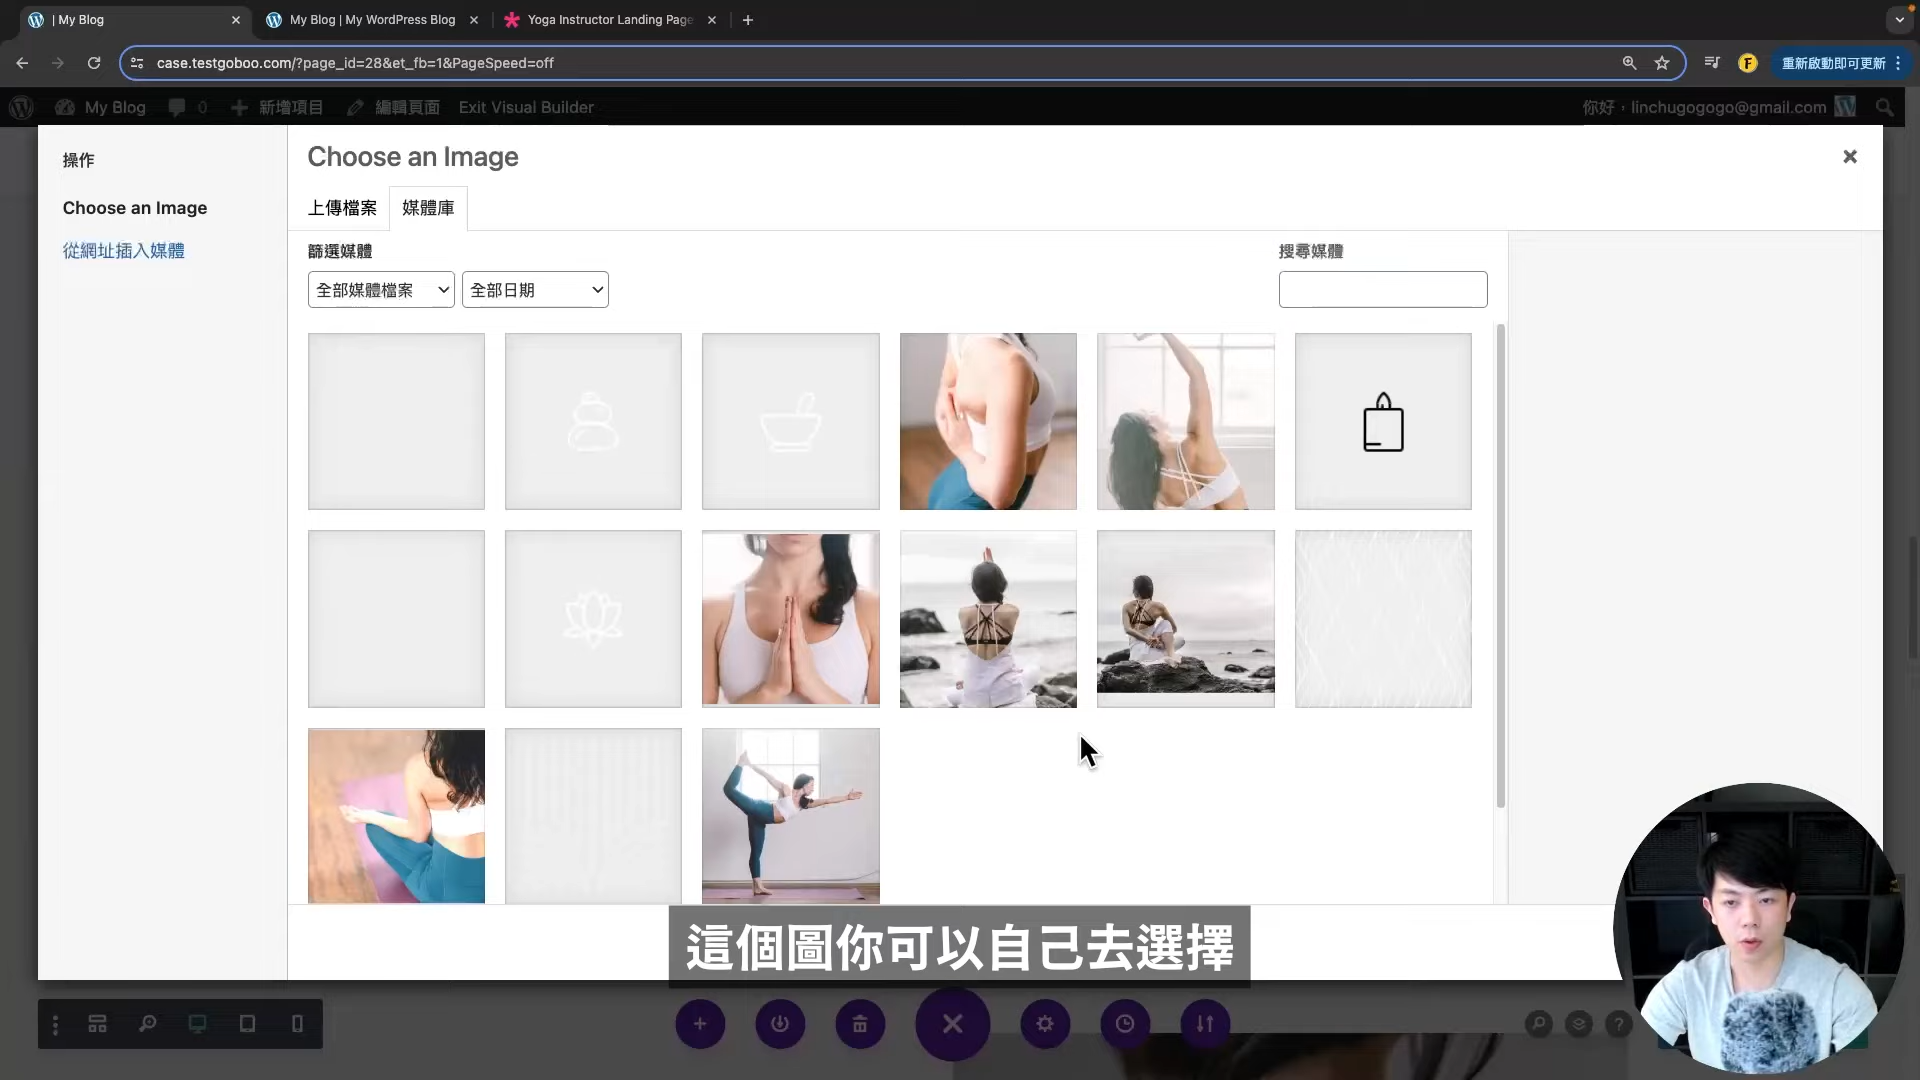 | My Blog
My Blog | My WordPress Blog
Yoga Instructor Landing Page
case.testgoboo.com/?page_id=28&et_fb=1&PageSpeed=off
F
重新啟動即可更新
My Blog
0
新增項目
編輯頁面
Exit Visual Builder
你好，linchugogogo@gmail.com
操作
Choose an Image
從網址插入媒體
Choose an Image
上傳檔案
媒體庫
篩選媒體
搜尋媒體
全部媒體檔案
全部日期
這個圖你可以自己去選擇